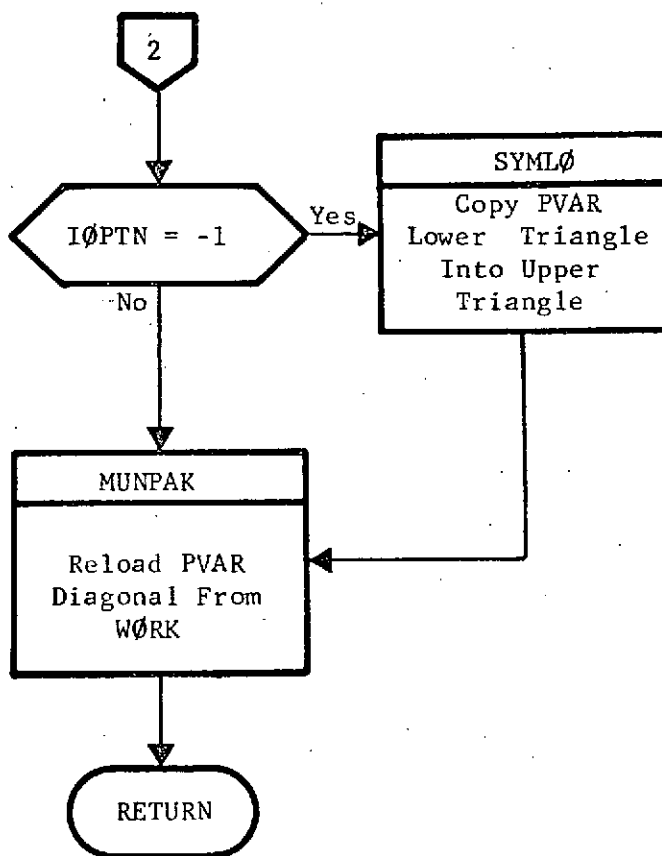 2
IØPTN = -1
Yes
No
SYMLØ
Copy PVAR
Lower Triangle
Into Upper
Triangle
MUNPAK
Reload PVAR
Diagonal From
WØRK
RETURN